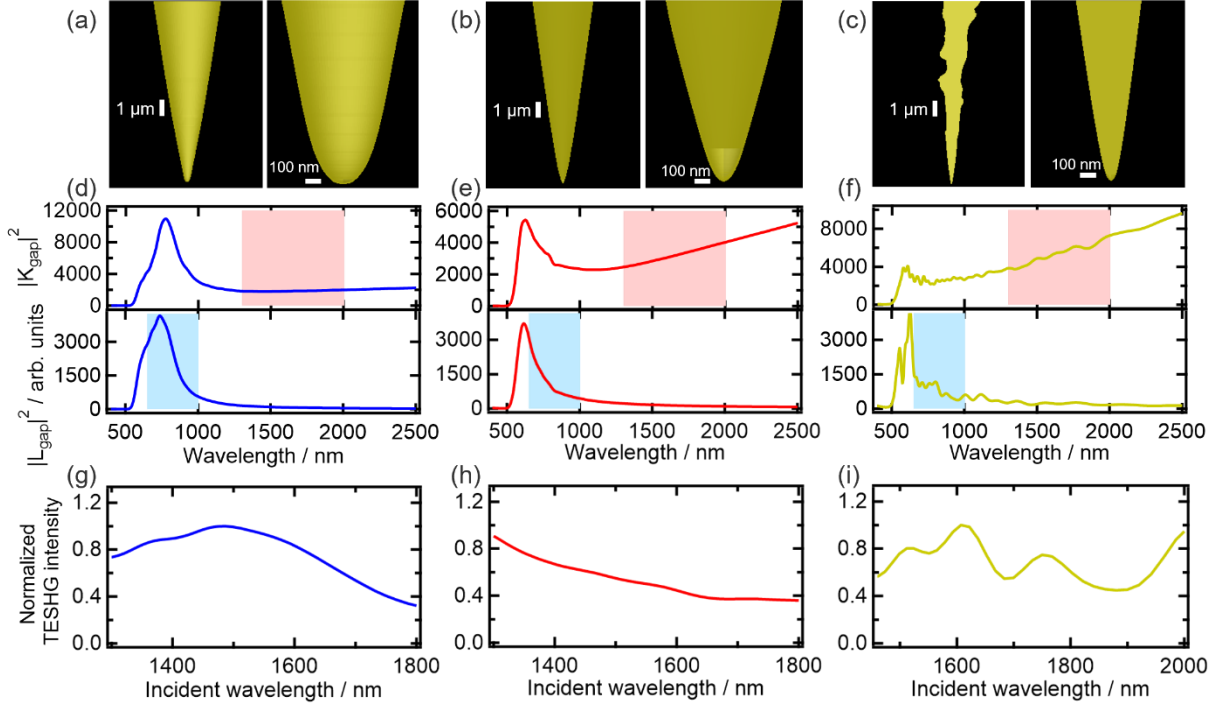 (a)
(b)
(c)
1 μm
100 nm
1 μm
100 nm
1 μm
100 nm
(d)
(e)
(f)
|K_gap|²
12000
8000
4000
0
6000
4000
2000
0
8000
4000
0
|L_gap|² / arb. units
3000
1500
0
3000
1500
0
3000
1500
0
500 1000 1500 2000 2500
500 1000 1500 2000 2500
500 1000 1500 2000 2500
Wavelength / nm
Wavelength / nm
Wavelength / nm
(g)
(h)
(i)
Normalized
TESHG intensity
1.2
0.8
0.4
0.0
1.2
0.8
0.4
0.0
1.2
0.8
0.4
0.0
1400 1600 1800
1400 1600 1800
1600 1800 2000
Incident wavelength / nm
Incident wavelength / nm
Incident wavelength / nm